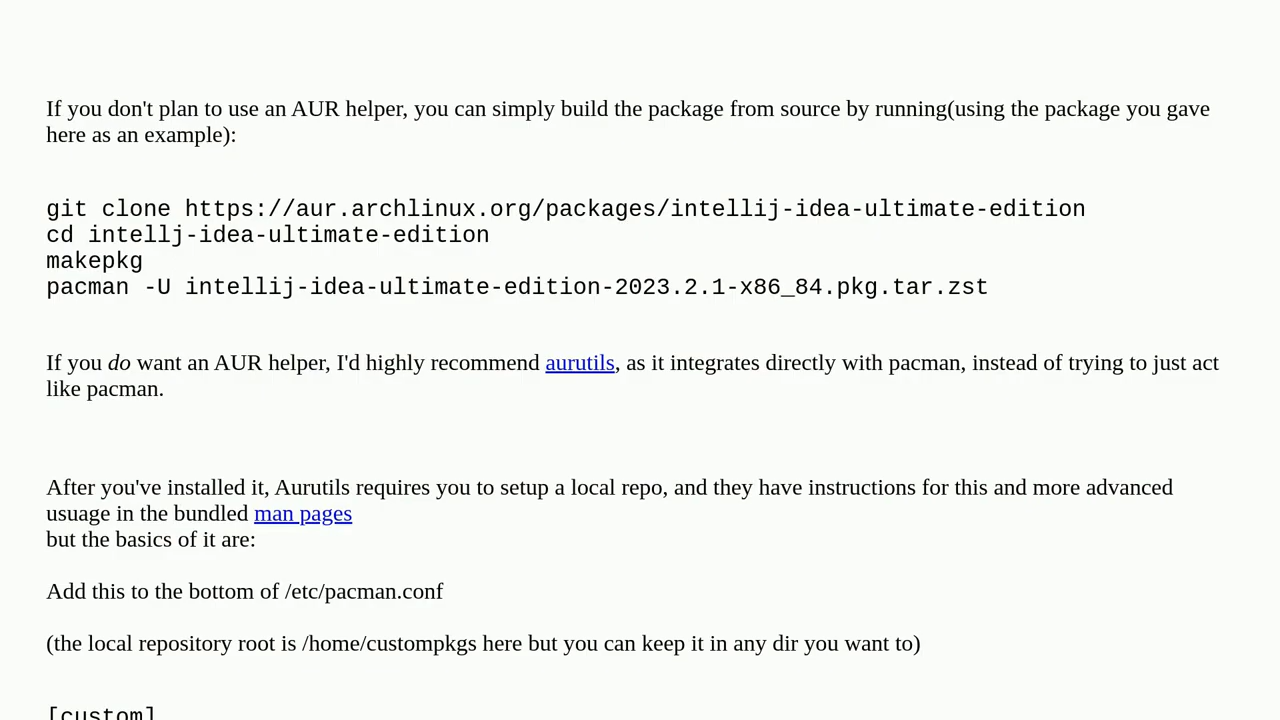 If you don't plan to use an AUR helper, you can simply build the package from source by running(using the package you gave
here as an example):
git clone https://aur.archlinux.org/packages/intellij-idea-ultimate-edition
cd intellj-idea-ultimate-edition
makepkg
pacman -U intellij-idea-ultimate-edition-2023.2.1-x86_84.pkg.tar.zst
If you do want an AUR helper, I'd highly recommend aurutils, as it integrates directly with pacman, instead of trying to just act
like pacman.
After you've installed it, Aurutils requires you to setup a local repo, and they have instructions for this and more advanced
usuage in the bundled man pages
but the basics of it are:
Add this to the bottom of /etc/pacman.conf
(the local repository root is /home/custompkgs here but you can keep it in any dir you want to)
[custom]